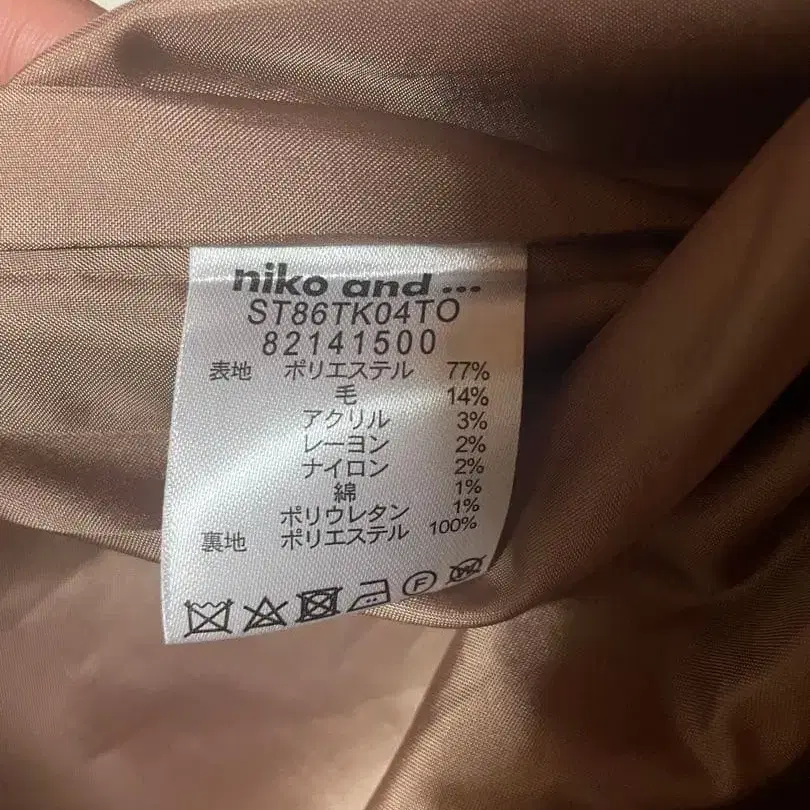 niko and ...
ST86TK04TO
82141500
表地 ポリエステル 77%
毛 14%
アクリル 3%
レーヨン 2%
ナイロン 2%
綿 1%
ポリウレタン 1%
裏地 ポリエステル 100%
F W